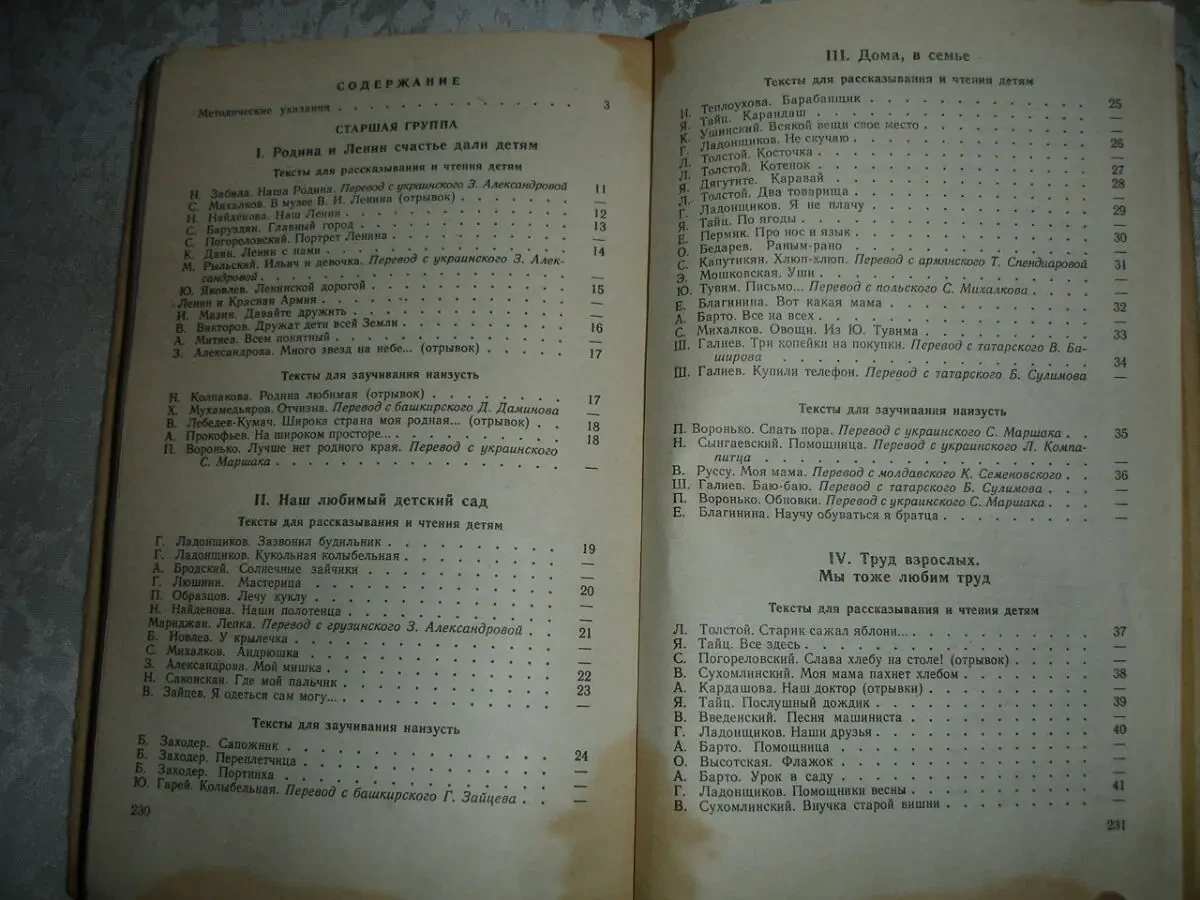 СОДЕРЖАНИЕ
Методические указания . . . . . . . . . . 3
СТАРШАЯ ГРУППА
I. Родина и Ленин счастье дали детям
Тексты для рассказывания и чтения детям
Н. Забила. Наша Родина. Перевод с украинского З. Александровой 11
С. Михалков. В музее В. И. Ленина (отрывок) . . . . —
Н. Найденова. Наш Ленин . . . . . . . . 12
С. Баруздин. Главный город . . . . . . . . 13
С. Погореловский. Портрет Ленина . . . . . . . —
К. Даян. Ленин с нами . . . . . . . . 14
М. Рыльский. Ильич и девочка. Перевод с украинского З. Алек-
сандровой . . . . . . . . —
Ю. Яковлев. Ленинской дорогой . . . . . . . 15
Ленин и Красная Армия . . . . . . . . —
И. Мазин. Давайте дружить . . . . . . . . —
В. Викторов. Дружат дети всей Земли . . . . . . 16
А. Митяев. Всем понятный . . . . . . . . —
З. Александрова. Много звезд на небе... (отрывок) . . . . 17
Тексты для заучивания наизусть
Н. Колпакова. Родина любимая (отрывок) . . . . . 17
Х. Мухамедьяров. Отчизна. Перевод с башкирского Д. Даминова —
В. Лебедев-Кумач. Широка страна моя родная... (отрывок) . . 18
А. Прокофьев. На широком просторе... . . . . . . 18
П. Воронько. Лучше нет родного края. Перевод с украинского
С. Маршака . . . . . . . . —
II. Наш любимый детский сад
Тексты для рассказывания и чтения детям
Г. Ладонщиков. Зазвонил будильник . . . . . . 19
Г. Ладонщиков. Кукольная колыбельная . . . . . . —
А. Бродский. Солнечные зайчики . . . . . . . —
Г. Люшнин. Мастерица . . . . . . . . —
П. Образцов. Лечу куклу . . . . . . . . 20
Н. Найденова. Наши полотенца . . . . . . . —
Мариджан. Лепка. Перевод с грузинского З. Александровой . . 21
Б. Иовлев. У крылечка . . . . . . . . —
С. Михалков. Андрюшка . . . . . . . . —
З. Александрова. Мой мишка . . . . . . . —
Н. Саконская. Где мой пальчик . . . . . . . 22
В. Зайцев. Я одеться сам могу... . . . . . . . 23
—
Тексты для заучивания наизусть
Б. Заходер. Сапожник . . . . . . . . —
Б. Заходер. Переплетчица . . . . . . . . 24
Б. Заходер. Портниха . . . . . . . . —
Ю. Гарей. Колыбельная. Перевод с башкирского Г. Зайцева . . —
230
III. Дома, в семье
Тексты для рассказывания и чтения детям
Н. Теплоухова. Барабанщик . . . . . . . . 25
Я. Тайц. Карандаш . . . . . . . . —
К. Ушинский. Всякой вещи свое место . . . . . . —
Г. Ладонщиков. Не скучаю . . . . . . . . 26
Л. Толстой. Косточка . . . . . . . . —
Л. Толстой. Котенок . . . . . . . . 27
Я. Дягутите. Каравай . . . . . . . . 28
Л. Толстой. Два товарища . . . . . . . . —
Г. Ладонщиков. Я не плачу . . . . . . . . 29
Я. Тайц. По ягоды . . . . . . . . —
Е. Пермяк. Про нос и язык . . . . . . . . 30
О. Бедарев. Раным-рано . . . . . . . . —
С. Капутикян. Хлюп-хлюп. Перевод с армянского Т. Спендиаровой 31
Э. Мошковская. Уши . . . . . . . . —
Ю. Тувим. Письмо... Перевод с польского С. Михалкова . . . —
Е. Благинина. Вот какая мама . . . . . . . 32
А. Барто. Все на всех . . . . . . . . —
С. Михалков. Овощи. Из Ю. Тувима . . . . . . 33
Ш. Галиев. Три копейки на покупки. Перевод с татарского В. Ба-
широва . . . . . . . . 34
Ш. Галиев. Купили телефон. Перевод с татарского Б. Сулимова —
Тексты для заучивания наизусть
П. Воронько. Спать пора. Перевод с украинского С. Маршака . . 35
Н. Сынгаевский. Помощница. Перевод с украинского Л. Компа-
питца . . . . . . . . —
В. Руссу. Моя мама. Перевод с молдавского К. Семеновского . . 36
Ш. Галиев. Баю-баю. Перевод с татарского Б. Сулимова . . . —
П. Воронько. Обновки. Перевод с украинского С. Маршака . . . —
Е. Благинина. Научу обуваться я братца . . . . . . —
IV. Труд взрослых.
Мы тоже любим труд
Тексты для рассказывания и чтения детям
Л. Толстой. Старик сажал яблони... . . . . . . . 37
Я. Тайц. Все здесь . . . . . . . . —
С. Погореловский. Слава хлебу на столе! (отрывок) . . . . —
В. Сухомлинский. Моя мама пахнет хлебом . . . . . 38
А. Кардашова. Наш доктор (отрывки) . . . . . . —
Я. Тайц. Послушный дождик . . . . . . . . 39
В. Введенский. Песня машиниста . . . . . . . —
Г. Ладонщиков. Наши друзья . . . . . . . . 40
А. Барто. Помощница . . . . . . . . —
О. Высотская. Флажок . . . . . . . . —
А. Барто. Урок в саду . . . . . . . . —
Г. Ладонщиков. Помощники весны . . . . . . . 41
В. Сухомлинский. Внучка старой вишни . . . . . . —
231